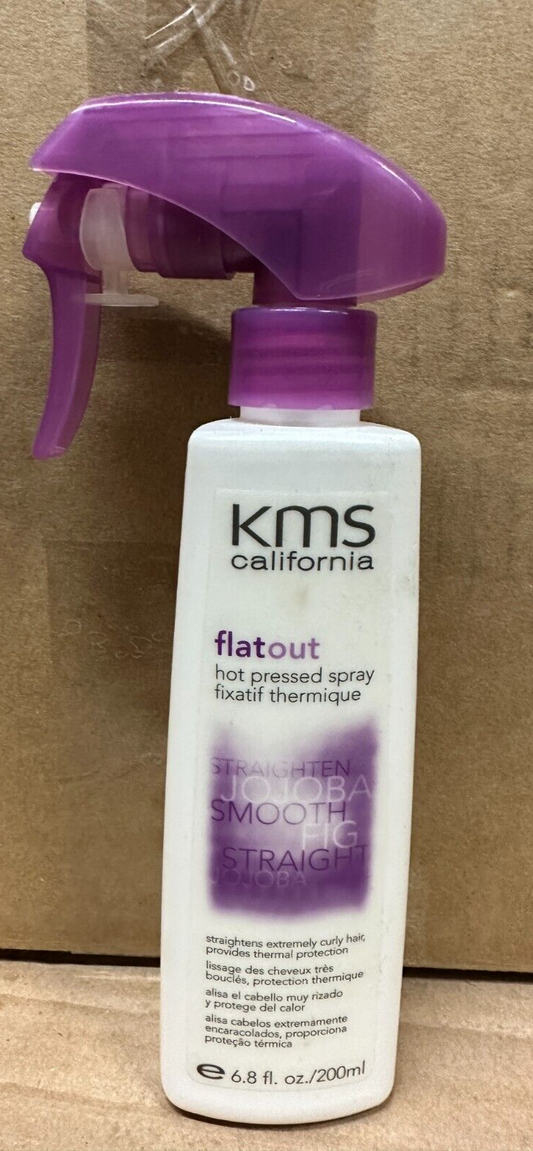 kms
california
flatout
hot pressed spray
fixatif thermique
STRAIGHTEN
JOJOBA
SMOOTH
FIG
STRAIGHT
JOJOBA
straightens extremely curly hair,
provides thermal protection
lissage des cheveux très
bouclés, protection thermique
alisa el cabello muy rizado
y protege del calor
alisa cabelos extremamente
encaracolados, proporciona
proteção térmica
℮ 6.8 fl. oz./200ml